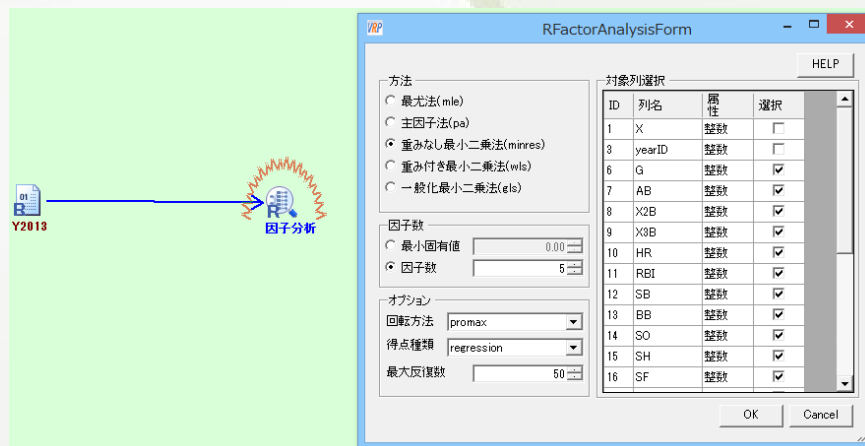 VRP
RFactorAnalysisForm
HELP
方法
最尤法(mle)
主因子法(pa)
重みなし最小二乗法(minres)
重み付き最小二乗法(wls)
一般化最小二乗法(gls)
因子数
最小固有値 0.00
因子数 5
オプション
回転方法 promax
得点種類 regression
最大反復数 50
対象列選択
ID 列名 属性 選択
1 X 整数
3 yearID 整数
6 G 整数
7 AB 整数
8 X2B 整数
9 X3B 整数
10 HR 整数
11 RBI 整数
12 SB 整数
13 BB 整数
14 SO 整数
15 SH 整数
16 SF 整数
OK Cancel
01
B
Y2013
R
因子分析